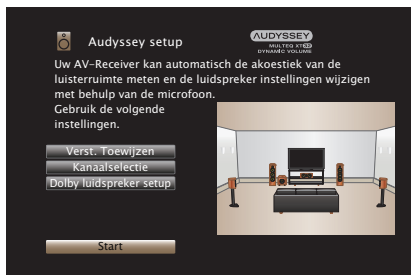 Audyssey setup
AUDYSSEY
MULTEQ XT32
DYNAMIC VOLUME
Uw AV-Receiver kan automatisch de akoestiek van de
luisterruimte meten en de luidspreker instellingen wijzigen
met behulp van de microfoon.
Gebruik de volgende
instellingen.
Verst. Toewijzen
Kanaalselectie
Dolby luidspreker setup
Start